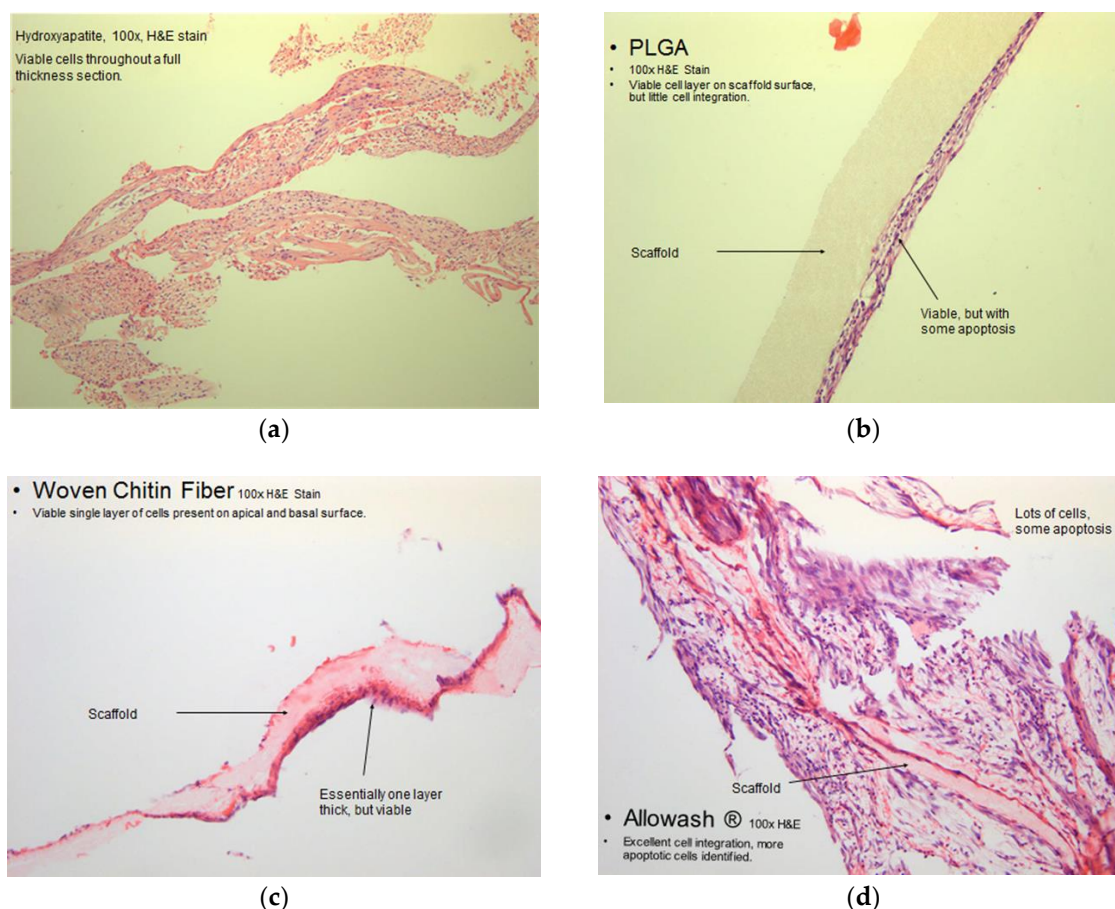 Hydroxyapatite, 100x, H&E stain
Viable cells throughout a full
thickness section.
(a)
• PLGA
• 100x H&E Stain
• Viable cell layer on scaffold surface,
but little cell integration.
Scaffold
Viable, but with
some apoptosis
(b)
• Woven Chitin Fiber 100x H&E Stain
• Viable single layer of cells present on apical and basal surface.
Scaffold
Essentially one layer
thick, but viable
(c)
Lots of cells,
some apoptosis
Scaffold
• Allowash ® 100x H&E
• Excellent cell integration, more
apoptotic cells identified.
(d)